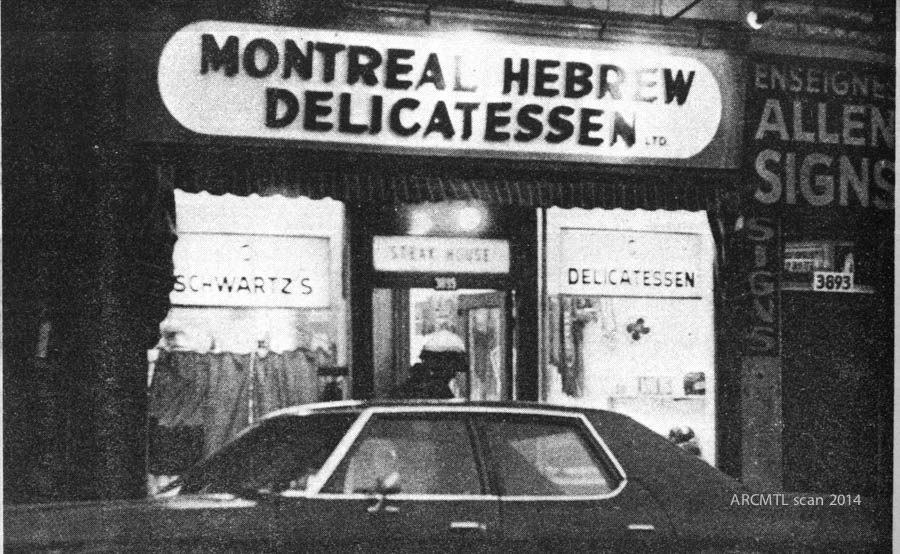 MONTREAL HEBREW
DELICATESSEN LTD.
ENSEIGNES
ALLEN
SIGNS
STEAK HOUSE
SCHWARTZ'S
DELICATESSEN
3895
SIGNS
3893
ARCMTL scan 2014